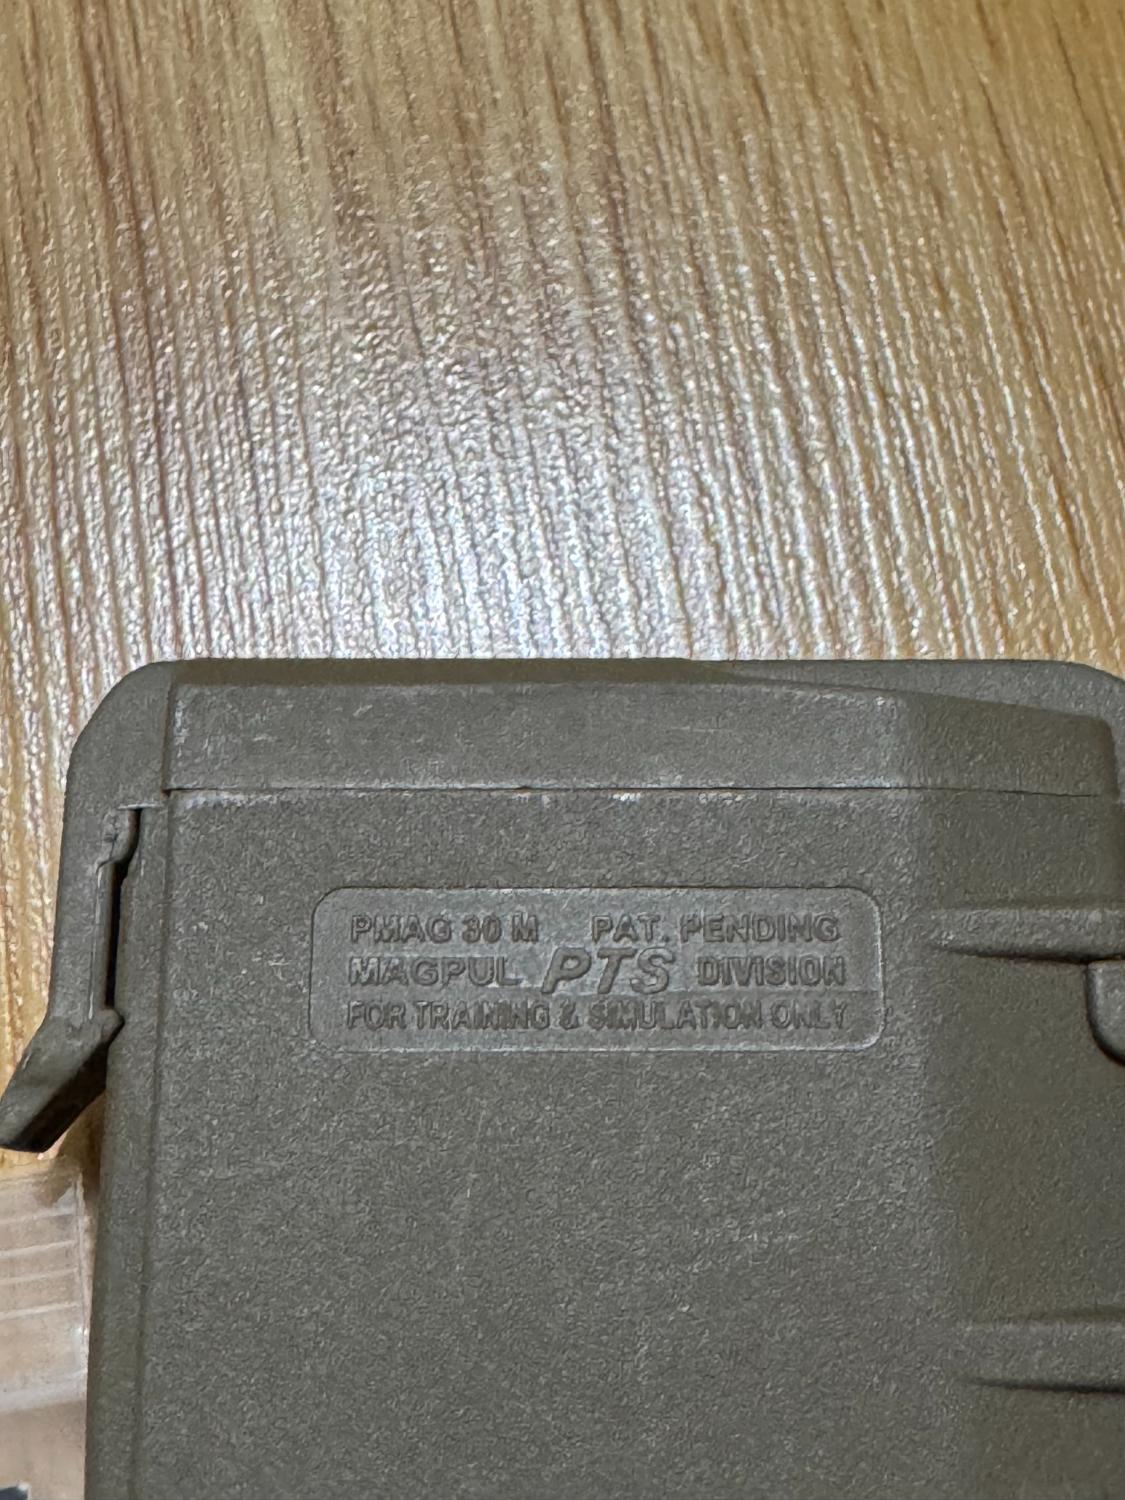 PMAG 30 M PAT. PENDING
MAGPUL PTS DIVISION
FOR TRAINING & SIMULATION ONLY